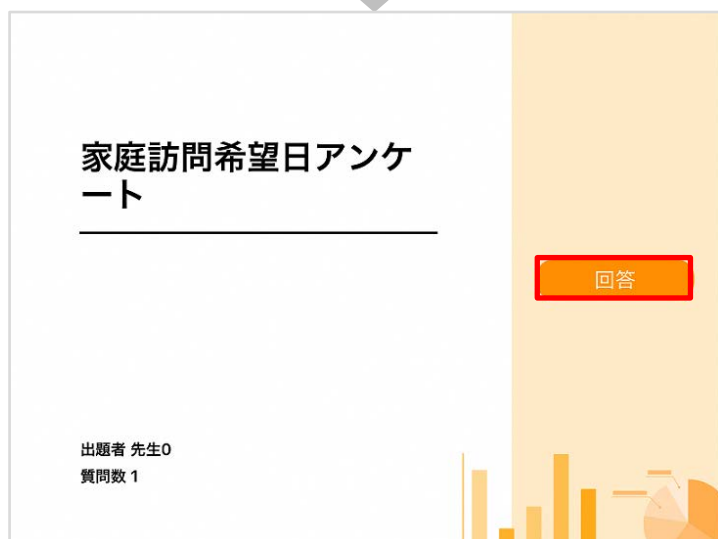 家庭訪問希望日アンケ
ート
回答
出題者 先生0
質問数 1